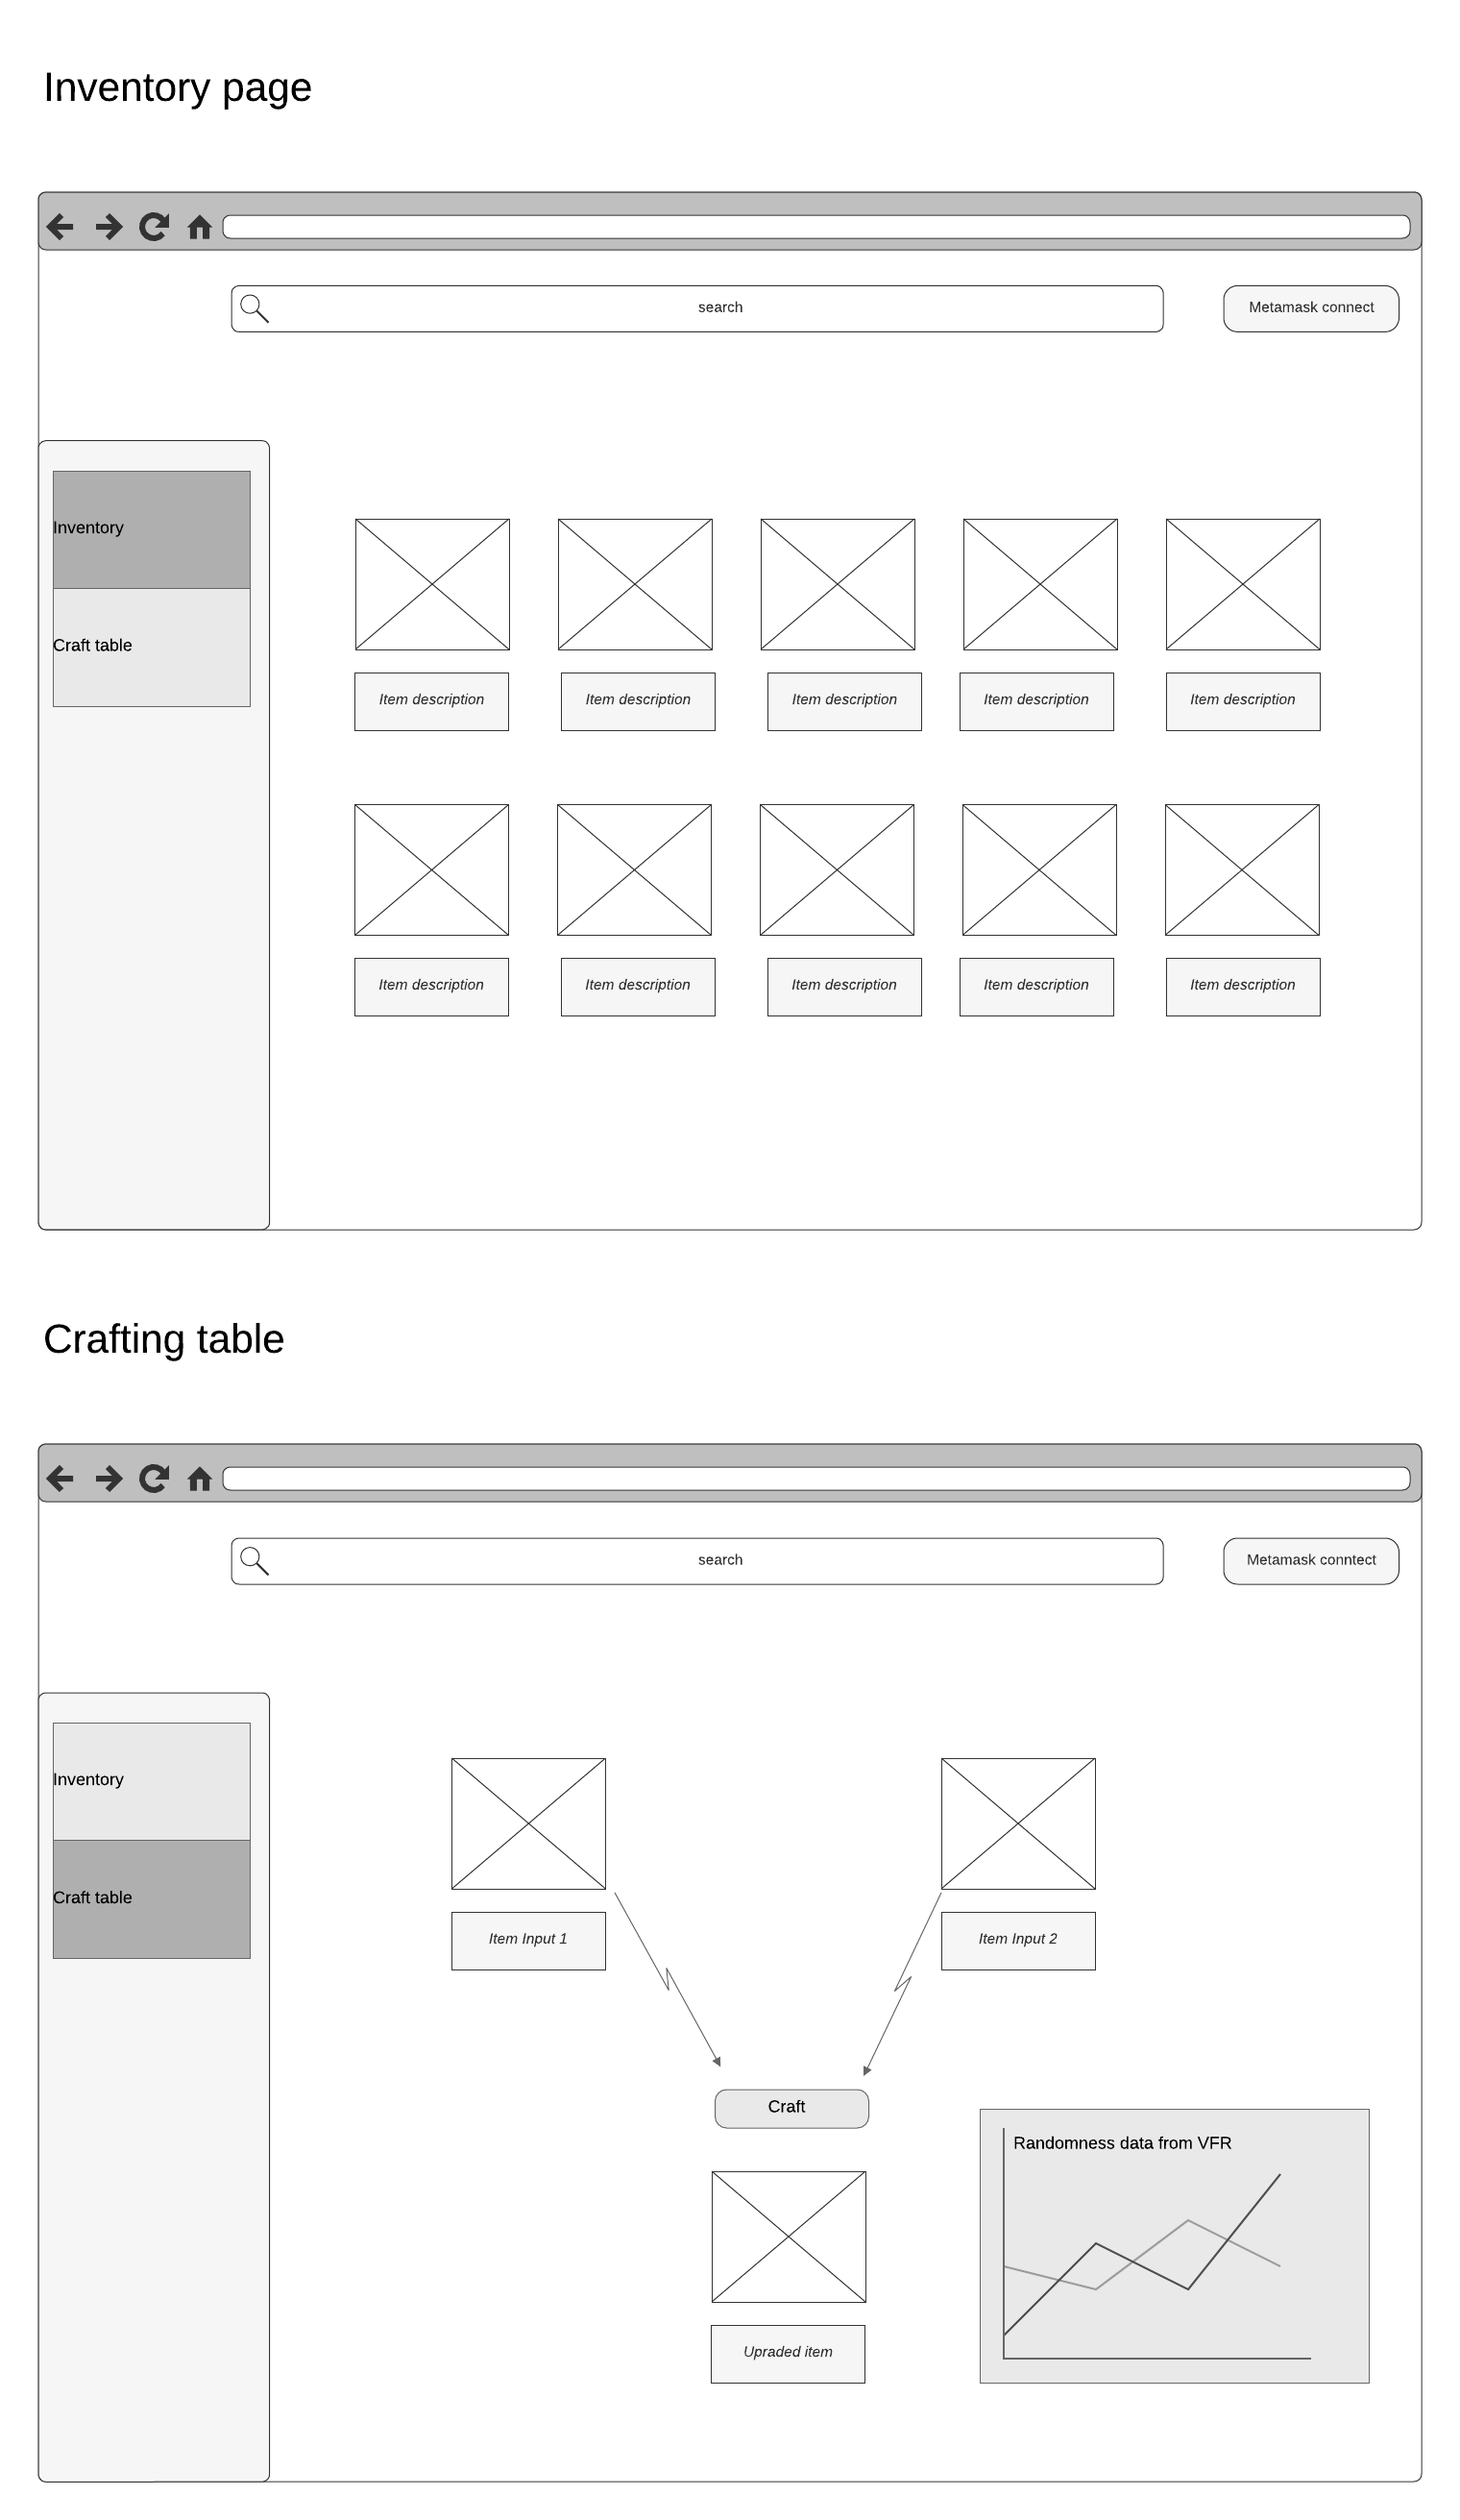 Inventory page
search
Metamask connect
Inventory
Craft table
Item description
Item description
Item description
Item description
Item description
Item description
Item description
Item description
Item description
Item description
Crafting table
search
Metamask conntect
Inventory
Craft table
Item Input 1
Item Input 2
Craft
Randomness data from VFR
Upraded item